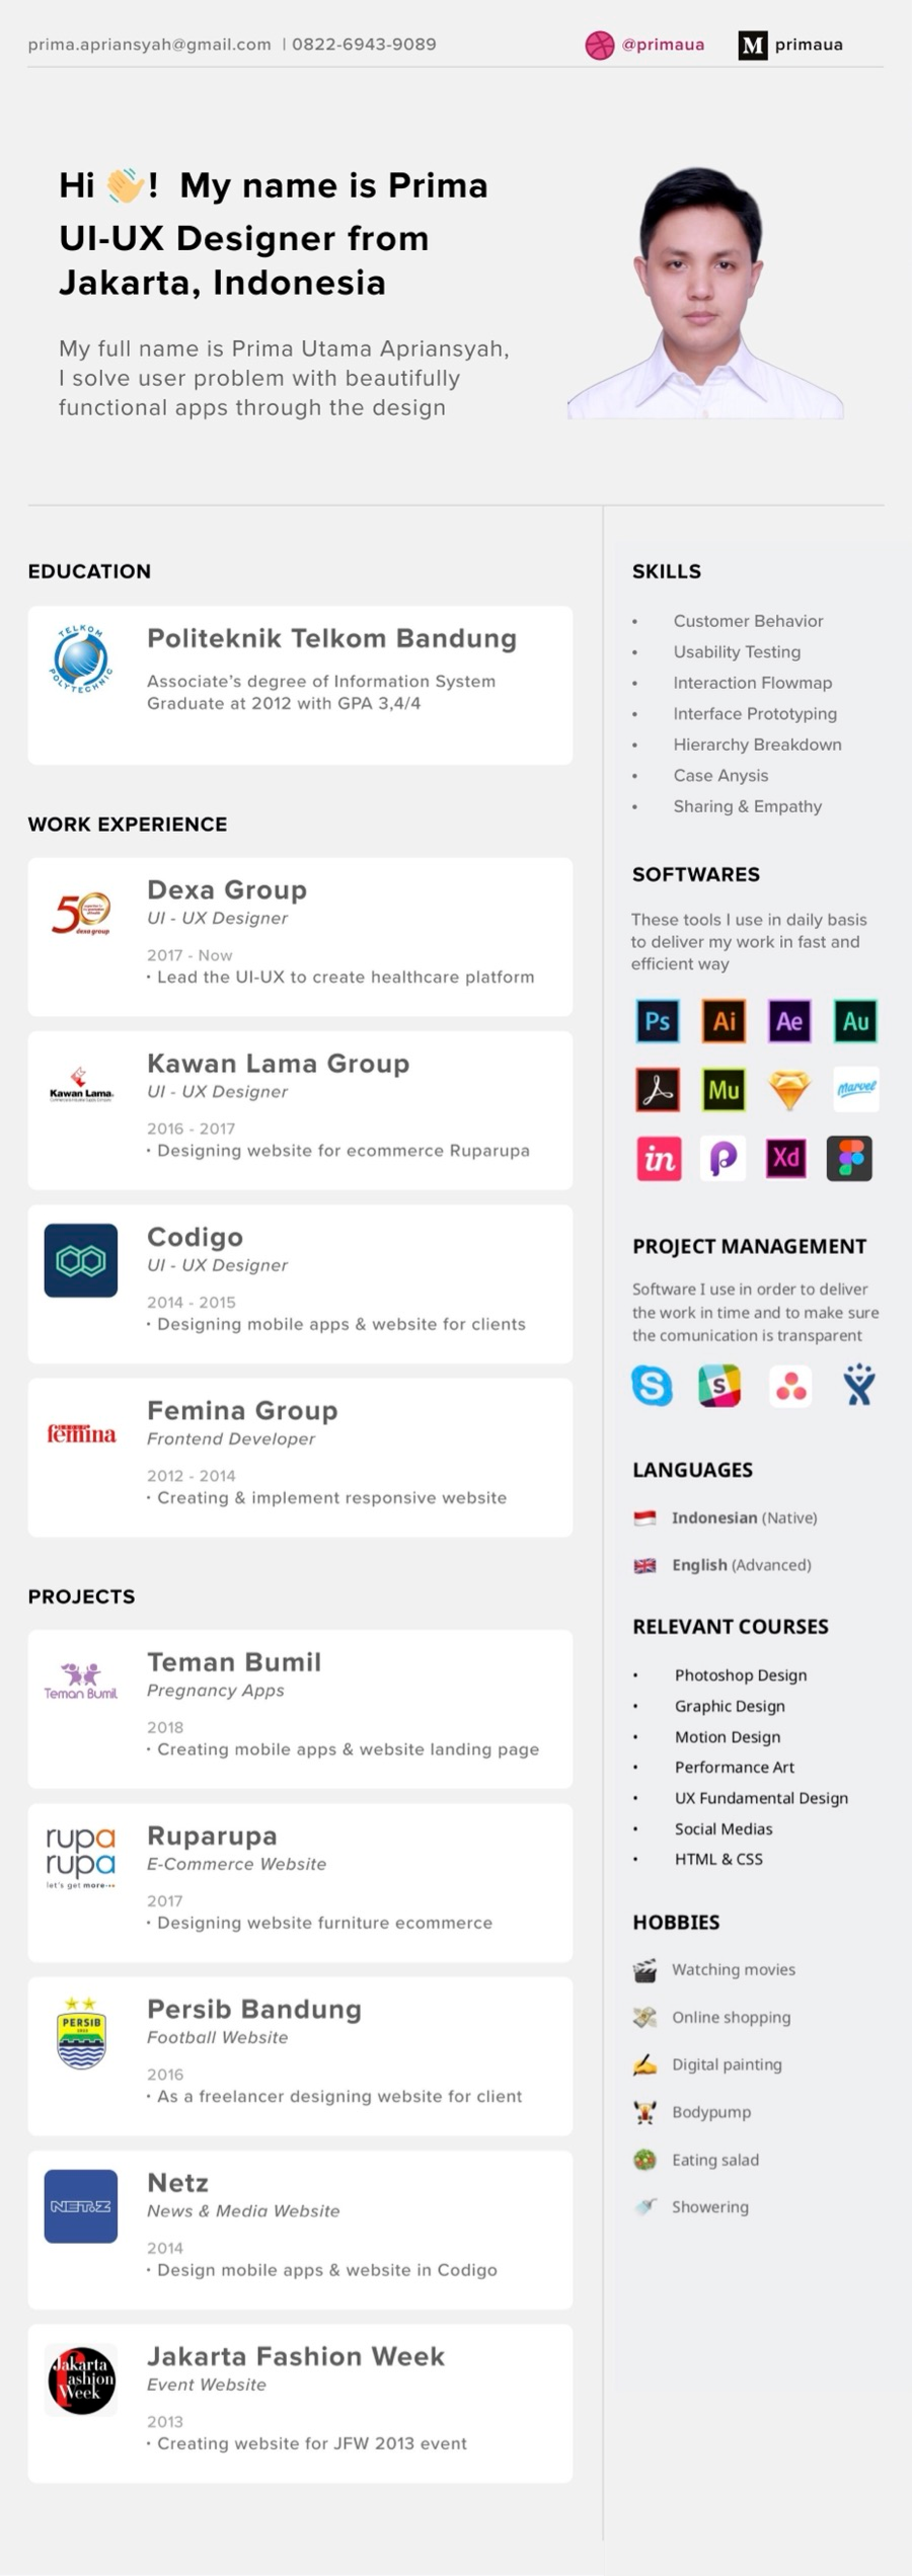 prima.apriansyah@gmail.com | 0822-6943-9089
@primaua
M primaua
Hi 👋! My name is Prima
UI-UX Designer from
Jakarta, Indonesia
My full name is Prima Utama Apriansyah,
I solve user problem with beautifully
functional apps through the design
EDUCATION
TELKOM
POLYTECHNIC
Politeknik Telkom Bandung
Associate's degree of Information System
Graduate at 2012 with GPA 3,4/4
WORK EXPERIENCE
50
dexa group
Dexa Group
UI - UX Designer
2017 - Now
· Lead the UI-UX to create healthcare platform
Kawan Lama
Kawan Lama Group
UI - UX Designer
2016 - 2017
· Designing website for ecommerce Ruparupa
Codigo
UI - UX Designer
2014 - 2015
· Designing mobile apps & website for clients
femina
Femina Group
Frontend Developer
2012 - 2014
· Creating & implement responsive website
PROJECTS
Teman Bumil
Teman Bumil
Pregnancy Apps
2018
· Creating mobile apps & website landing page
rupa
rupa
let's get more...
Ruparupa
E-Commerce Website
2017
· Designing website furniture ecommerce
PERSIB
Persib Bandung
Football Website
2016
· As a freelancer designing website for client
NETZ
Netz
News & Media Website
2014
· Design mobile apps & website in Codigo
Jakarta
Fashion
Week
Jakarta Fashion Week
Event Website
2013
· Creating website for JFW 2013 event
SKILLS
• Customer Behavior
• Usability Testing
• Interaction Flowmap
• Interface Prototyping
• Hierarchy Breakdown
• Case Anysis
• Sharing & Empathy
SOFTWARES
These tools I use in daily basis
to deliver my work in fast and
efficient way
Ps Ai Ae Au
Mu Marvel
in P Xd
PROJECT MANAGEMENT
Software I use in order to deliver
the work in time and to make sure
the comunication is transparent
S S
LANGUAGES
Indonesian (Native)
English (Advanced)
RELEVANT COURSES
• Photoshop Design
• Graphic Design
• Motion Design
• Performance Art
• UX Fundamental Design
• Social Medias
• HTML & CSS
HOBBIES
Watching movies
Online shopping
Digital painting
Bodypump
Eating salad
Showering